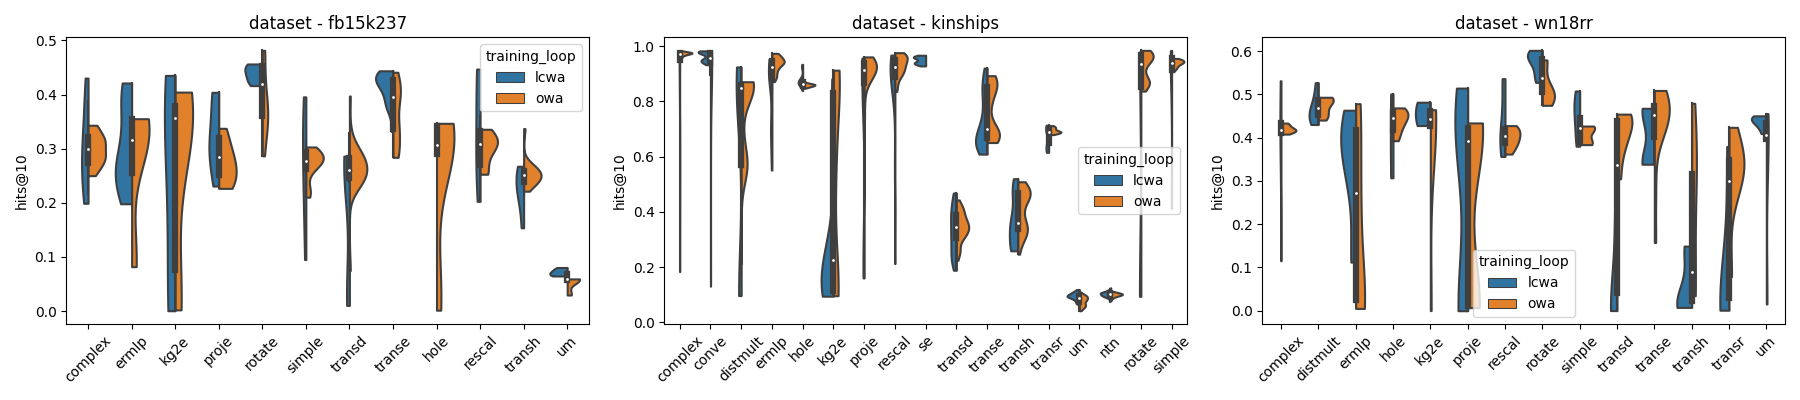 dataset - fb15k237
hits@10
0.5
0.4
0.3
0.2
0.1
0.0
training_loop
lcwa
owa
complex
ermlp
kg2e
proje
rotate
simple
transd
transe
hole
rescal
transh
um
dataset - kinships
hits@10
1.0
0.8
0.6
0.4
0.2
0.0
training_loop
lcwa
owa
complex
conve
distmult
ermlp
hole
kg2e
proje
rescal
se
transd
transe
transh
transr
um
ntn
rotate
simple
dataset - wn18rr
hits@10
0.6
0.5
0.4
0.3
0.2
0.1
0.0
training_loop
lcwa
owa
complex
distmult
ermlp
hole
kg2e
proje
rescal
rotate
simple
transd
transe
transh
transr
um